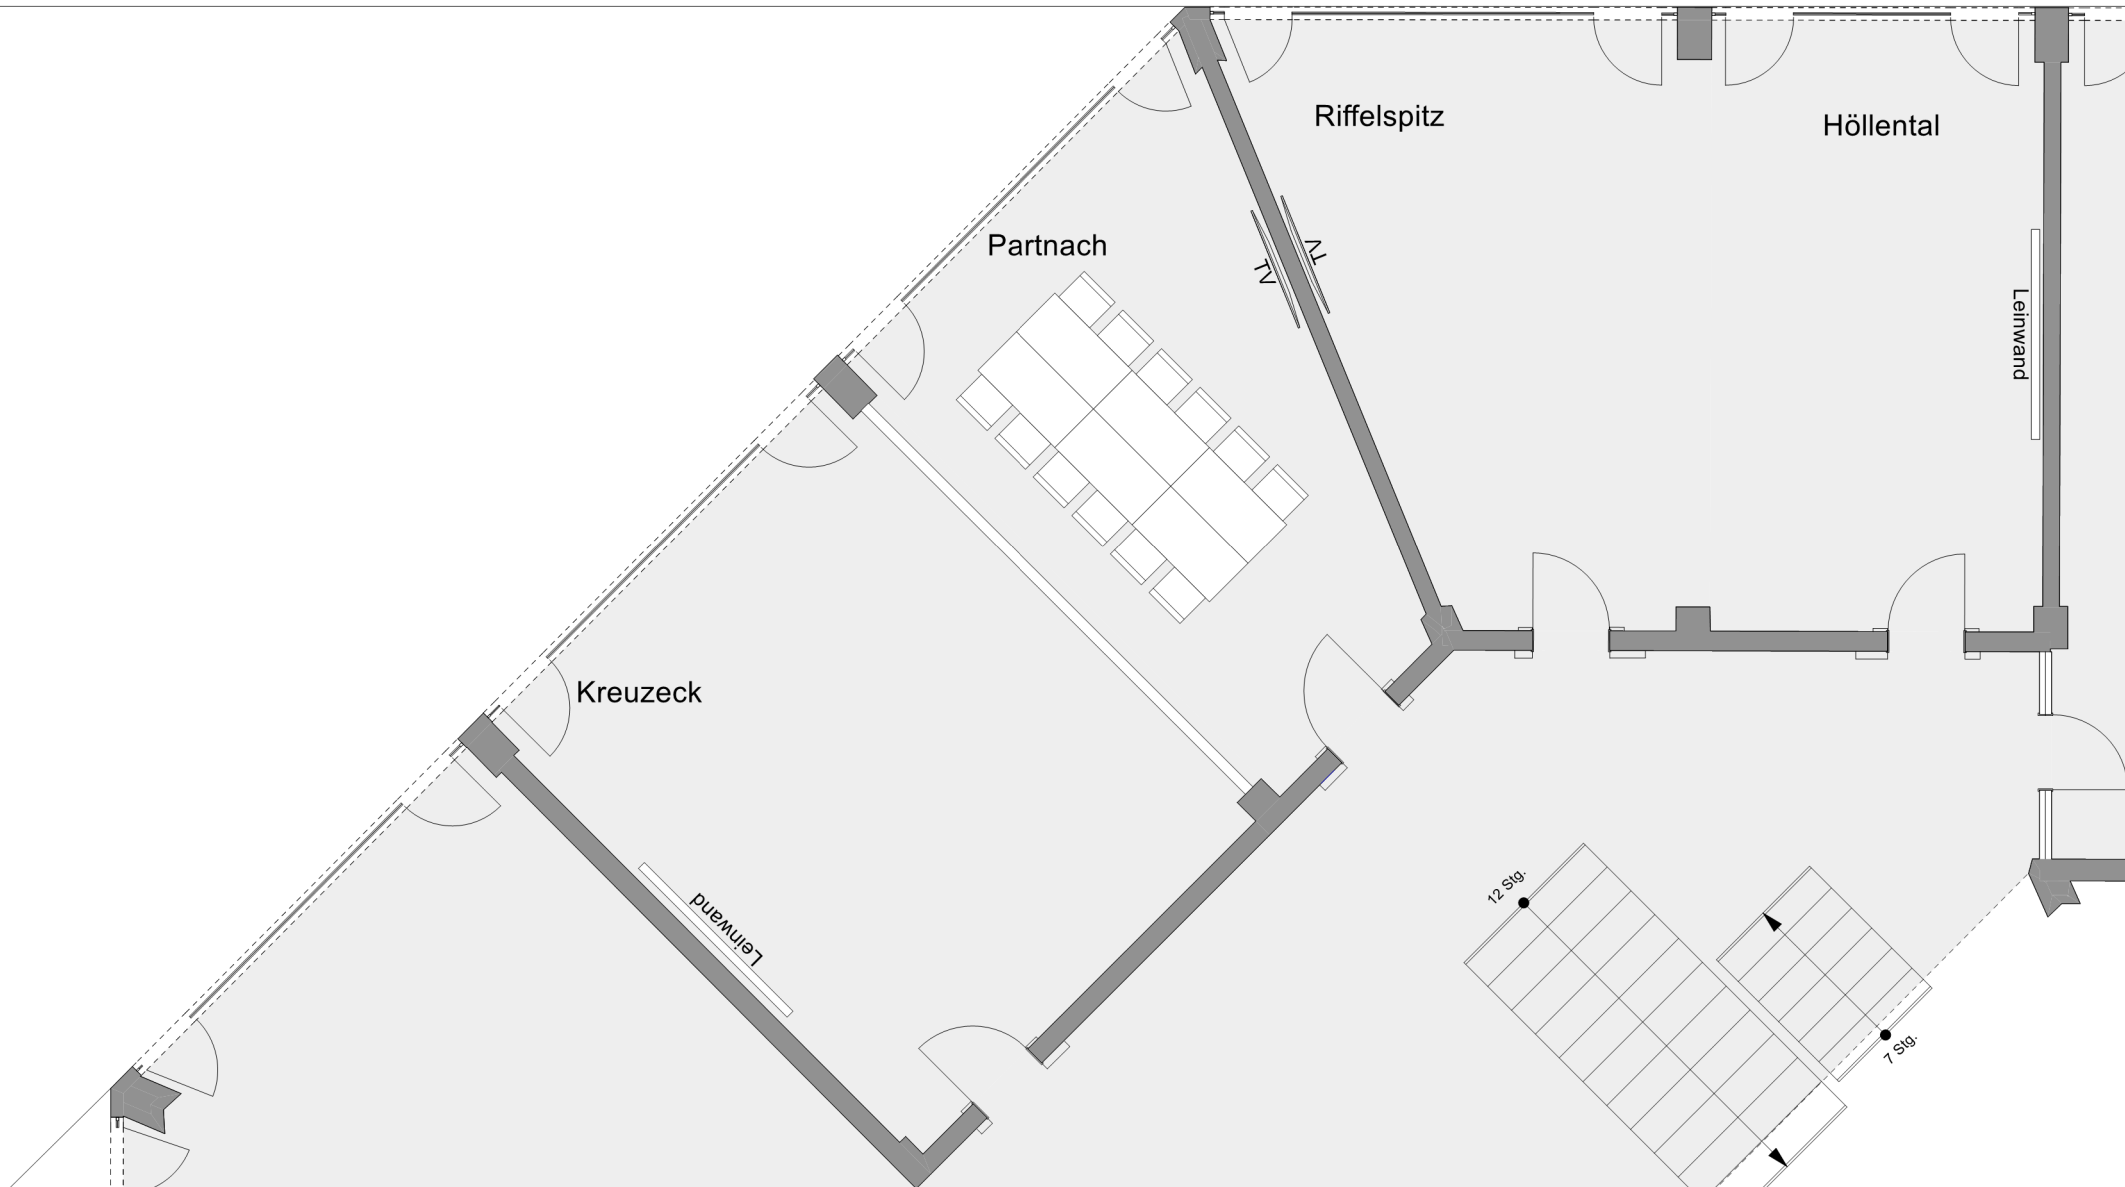 Riffelspitz
Höllental
Partnach
TV
TV
Leinwand
Kreuzeck
12 Stg.
Leinwand
7 Stg.